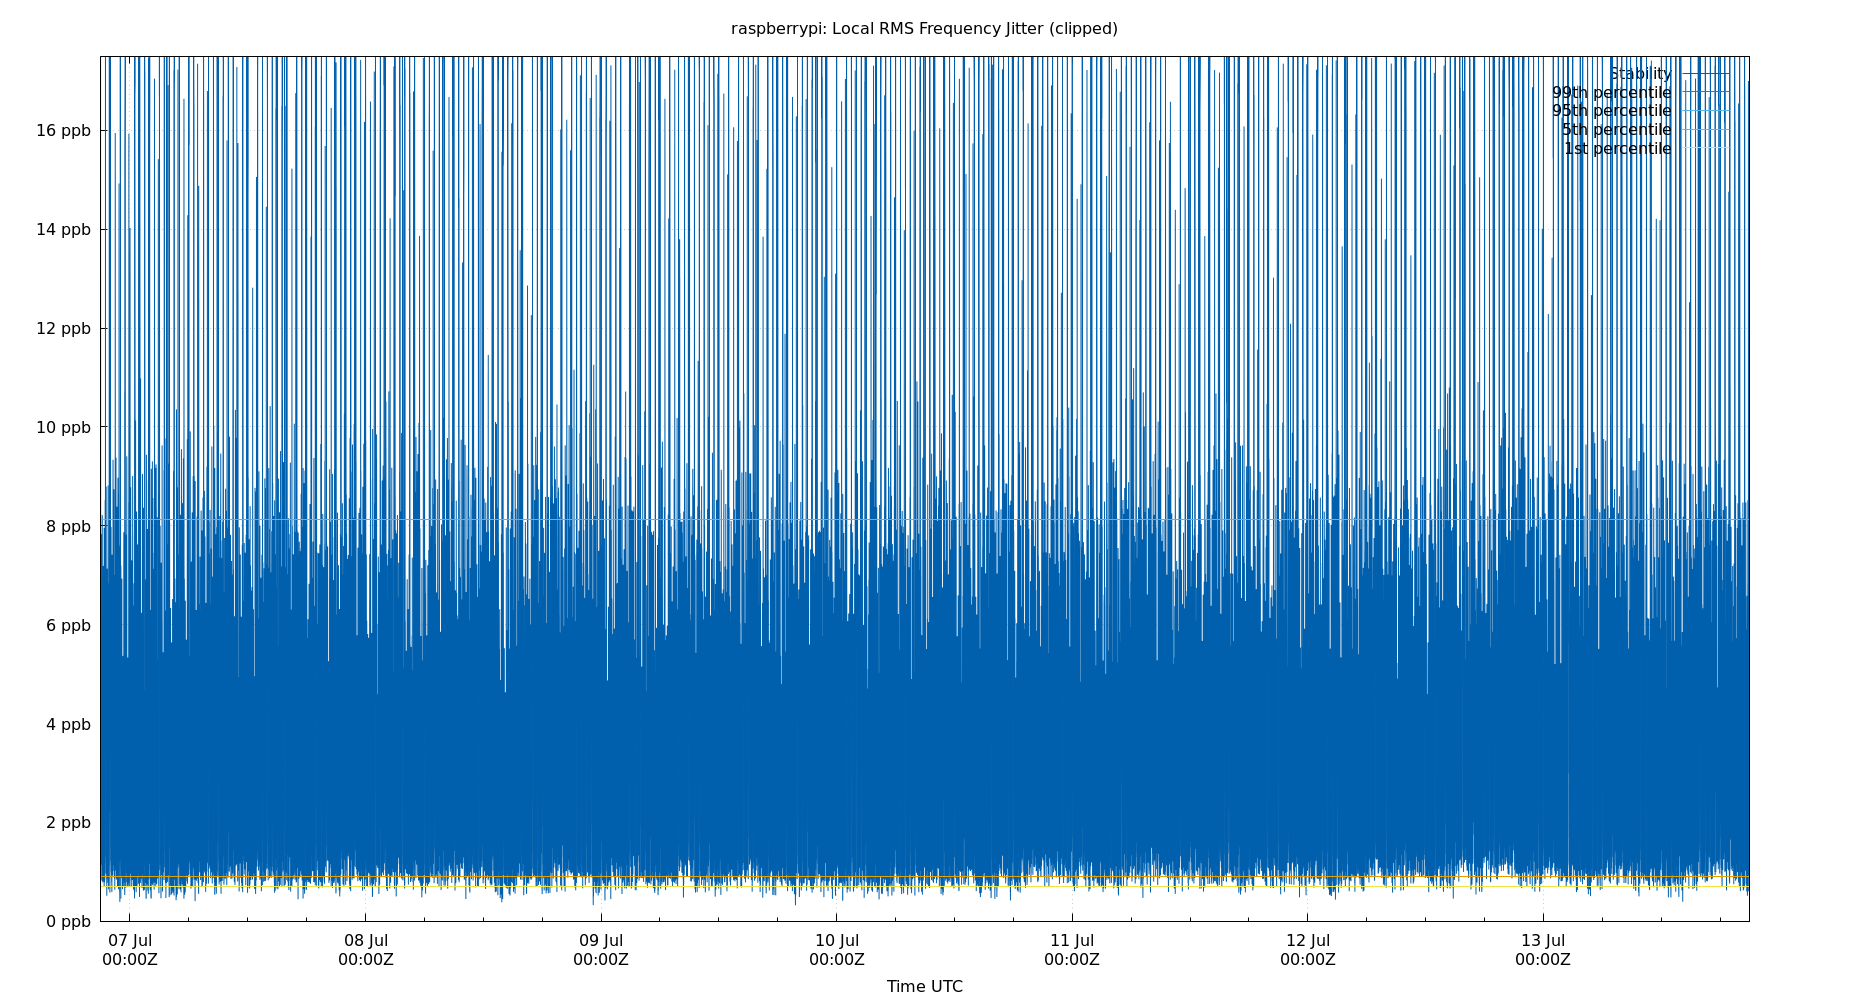 raspberrypi: Local RMS Frequency Jitter (clipped)
Stability
99th percentile
95th percentile
5th percentile
1st percentile
16 ppb
14 ppb
12 ppb
10 ppb
8 ppb
6 ppb
4 ppb
2 ppb
0 ppb
07 Jul 08 Jul 09 Jul 10 Jul 11 Jul 12 Jul 13 Jul
00:00Z 00:00Z 00:00Z 00:00Z 00:00Z 00:00Z 00:00Z
Time UTC